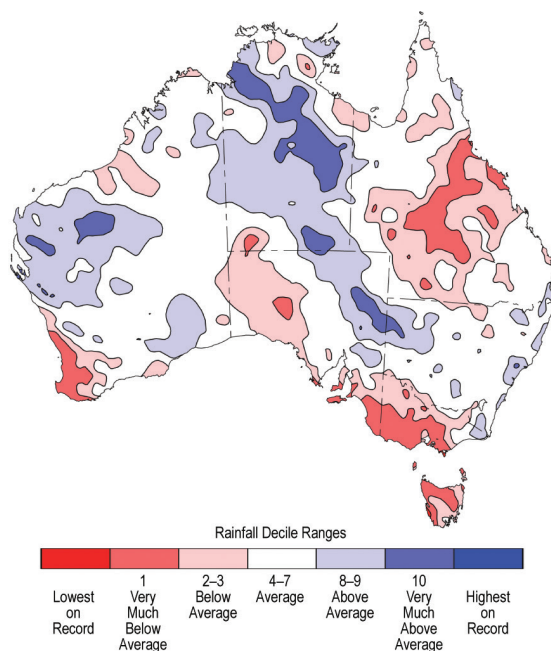 Rainfall Decile Ranges
Lowest on Record
1 Very Much Below Average
2–3 Below Average
4–7 Average
8–9 Above Average
10 Very Much Above Average
Highest on Record